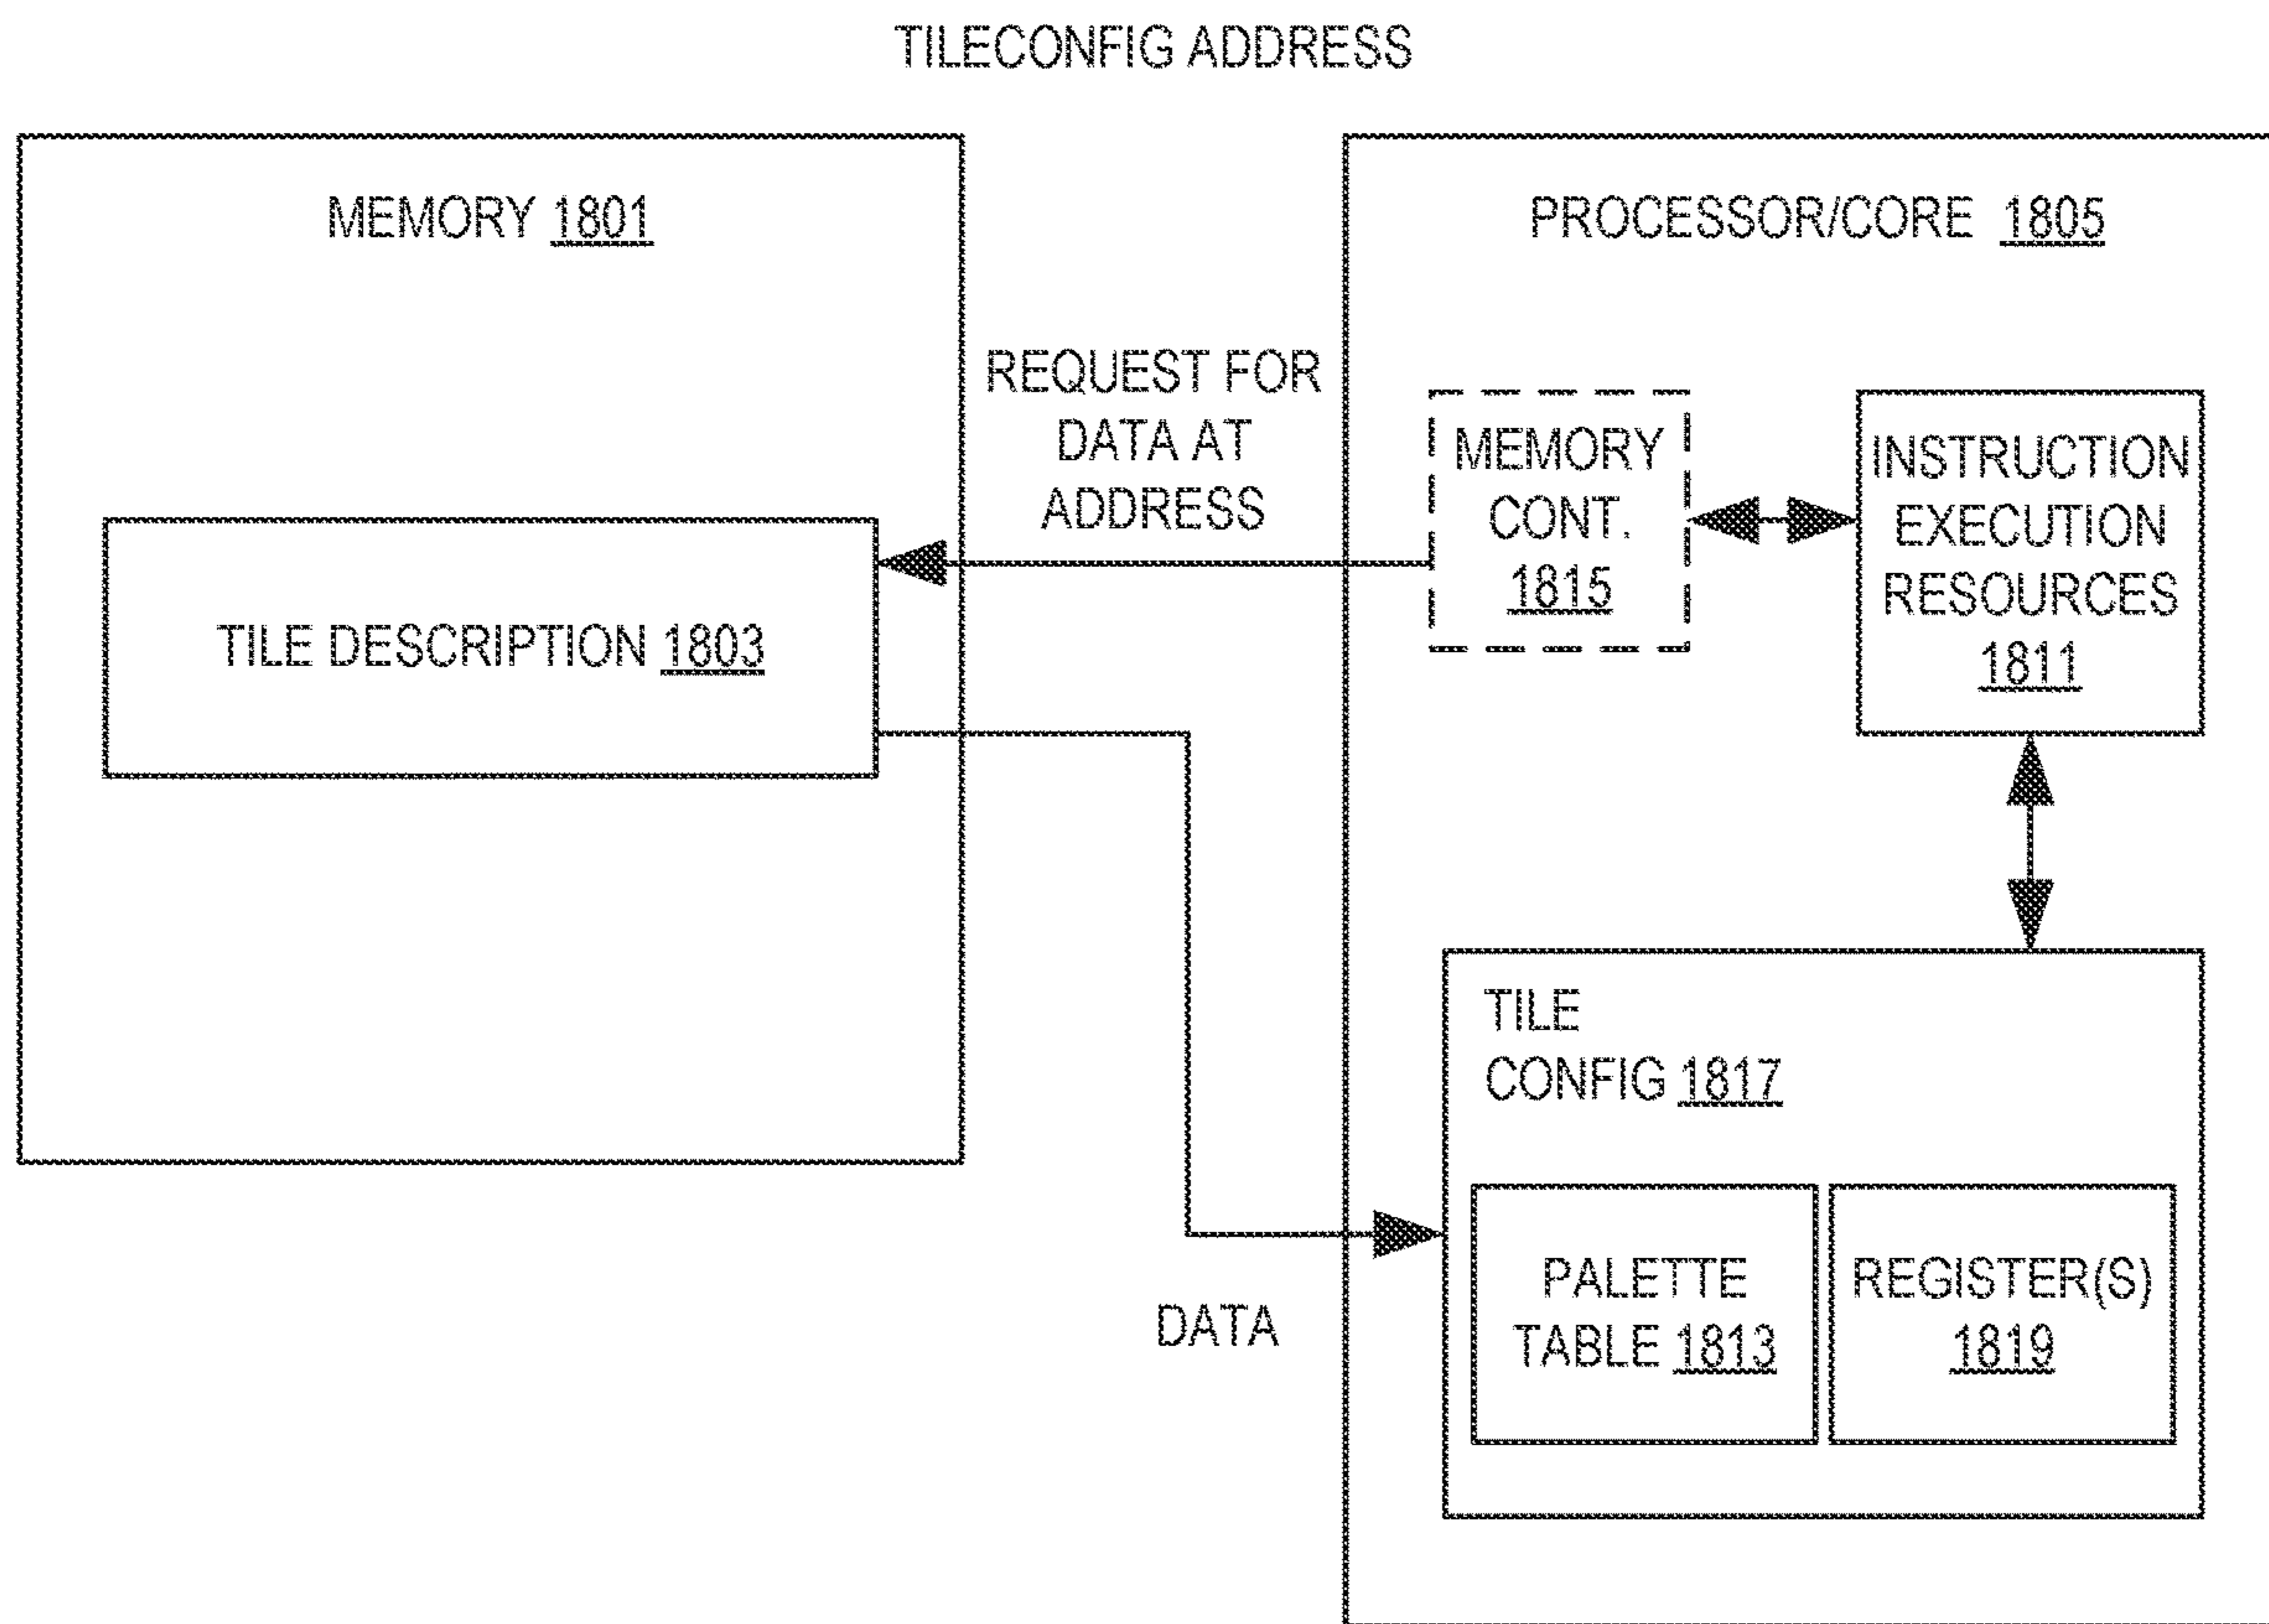 TILECONFIG ADDRESS
MEMORY 1801
PROCESSOR/CORE 1805
REQUEST FOR
DATA AT
ADDRESS
MEMORY
CONT.
1815
INSTRUCTION
EXECUTION
RESOURCES
1811
TILE DESCRIPTION 1803
TILE
CONFIG 1817
PALETTE
TABLE 1813
REGISTER(S)
1819
DATA